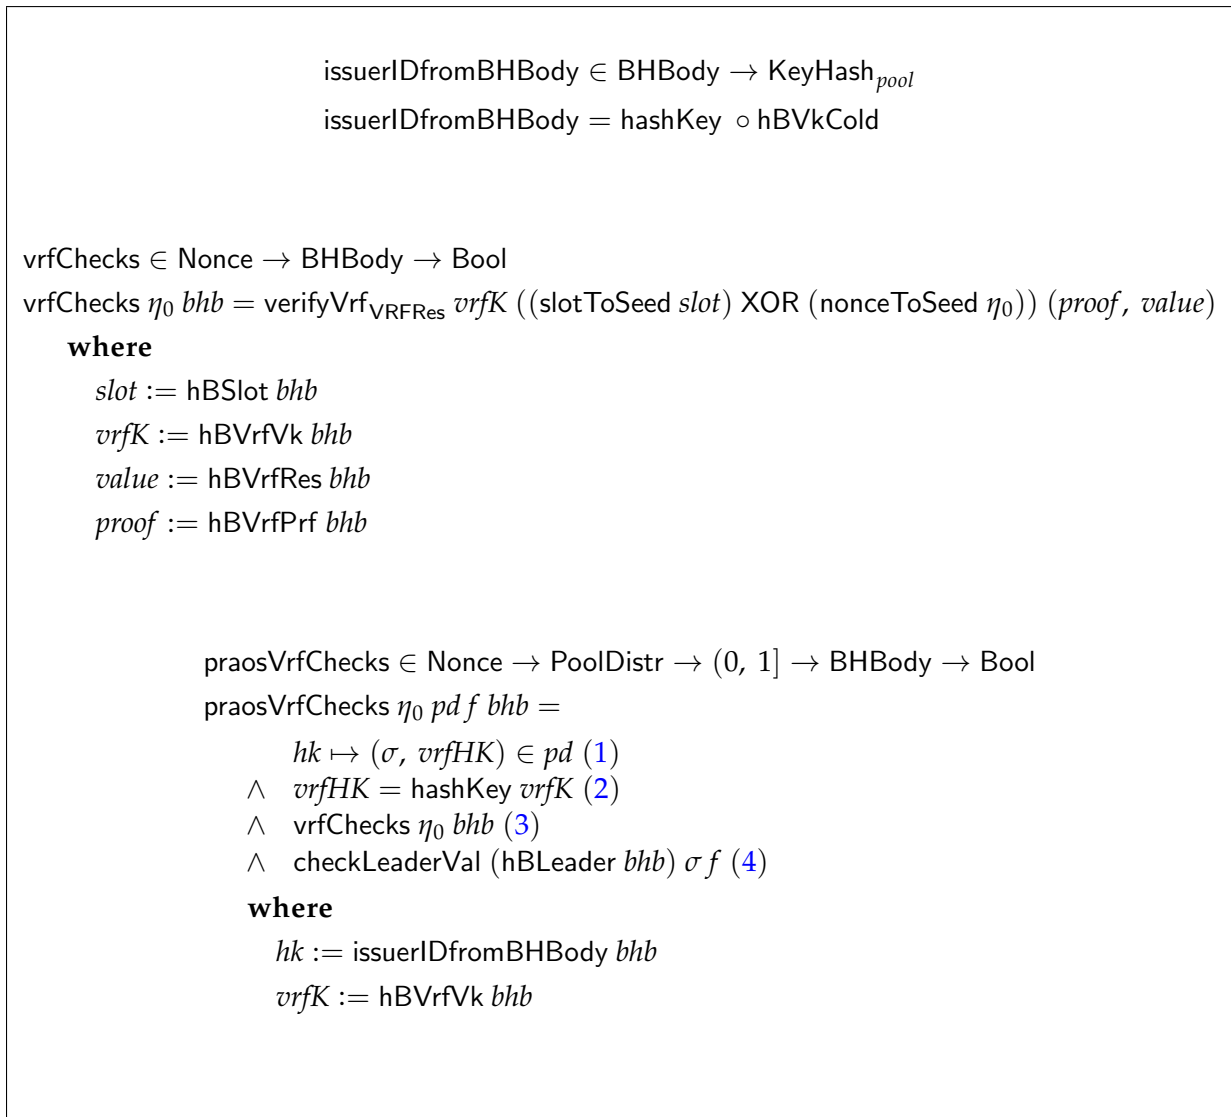 issuerIDfromBHBody ∈ BHBody → KeyHash_pool
issuerIDfromBHBody = hashKey ∘ hBVkCold
vrfChecks ∈ Nonce → BHBody → Bool
vrfChecks η₀ bhb = verifyVrf_VRFRes vrfK ((slotToSeed slot) XOR (nonceToSeed η₀)) (proof, value)
where
slot := hBSlot bhb
vrfK := hBVrfVk bhb
value := hBVrfRes bhb
proof := hBVrfPrf bhb
praosVrfChecks ∈ Nonce → PoolDistr → (0, 1] → BHBody → Bool
praosVrfChecks η₀ pd f bhb =
hk ↦ (σ, vrfHK) ∈ pd (1)
∧ vrfHK = hashKey vrfK (2)
∧ vrfChecks η₀ bhb (3)
∧ checkLeaderVal (hBLeader bhb) σ f (4)
where
hk := issuerIDfromBHBody bhb
vrfK := hBVrfVk bhb